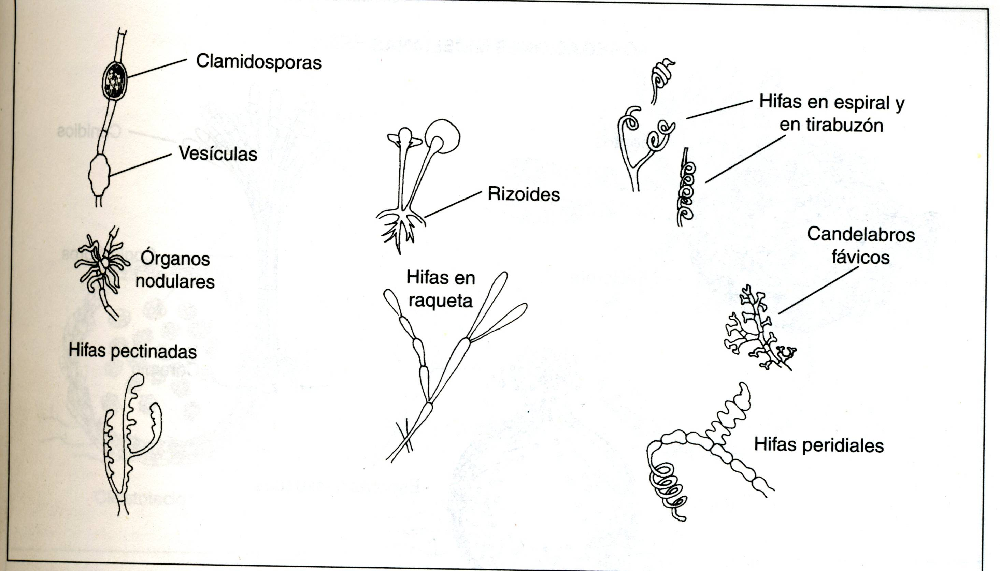 Clamidosporas
Vesículas
Órganos
nodulares
Hifas pectinadas
Rizoides
Hifas en
raqueta
Hifas en espiral y
en tirabuzón
Candelabros
fávicos
Hifas peridiales